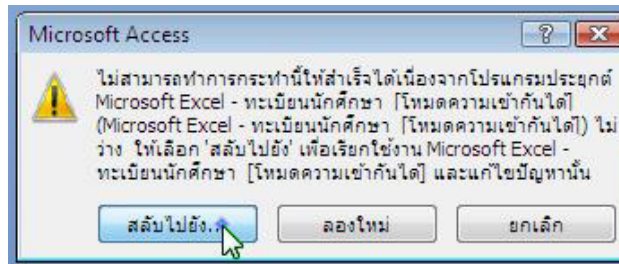 Microsoft Access
ไม่สามารถทำการกระทำนี้ให้สำเร็จได้เนื่องจากโปรแกรมประยุกต์
Microsoft Excel - ทะเบียนนักศึกษา [โหมดความเข้ากันได้]
(Microsoft Excel - ทะเบียนนักศึกษา [โหมดความเข้ากันได้]) ไม่
ว่าง ให้เลือก 'สลับไปยัง' เพื่อเรียกใช้งาน Microsoft Excel -
ทะเบียนนักศึกษา [โหมดความเข้ากันได้] และแก้ไขปัญหานั้น
สลับไปยัง... ลองใหม่ ยกเลิก